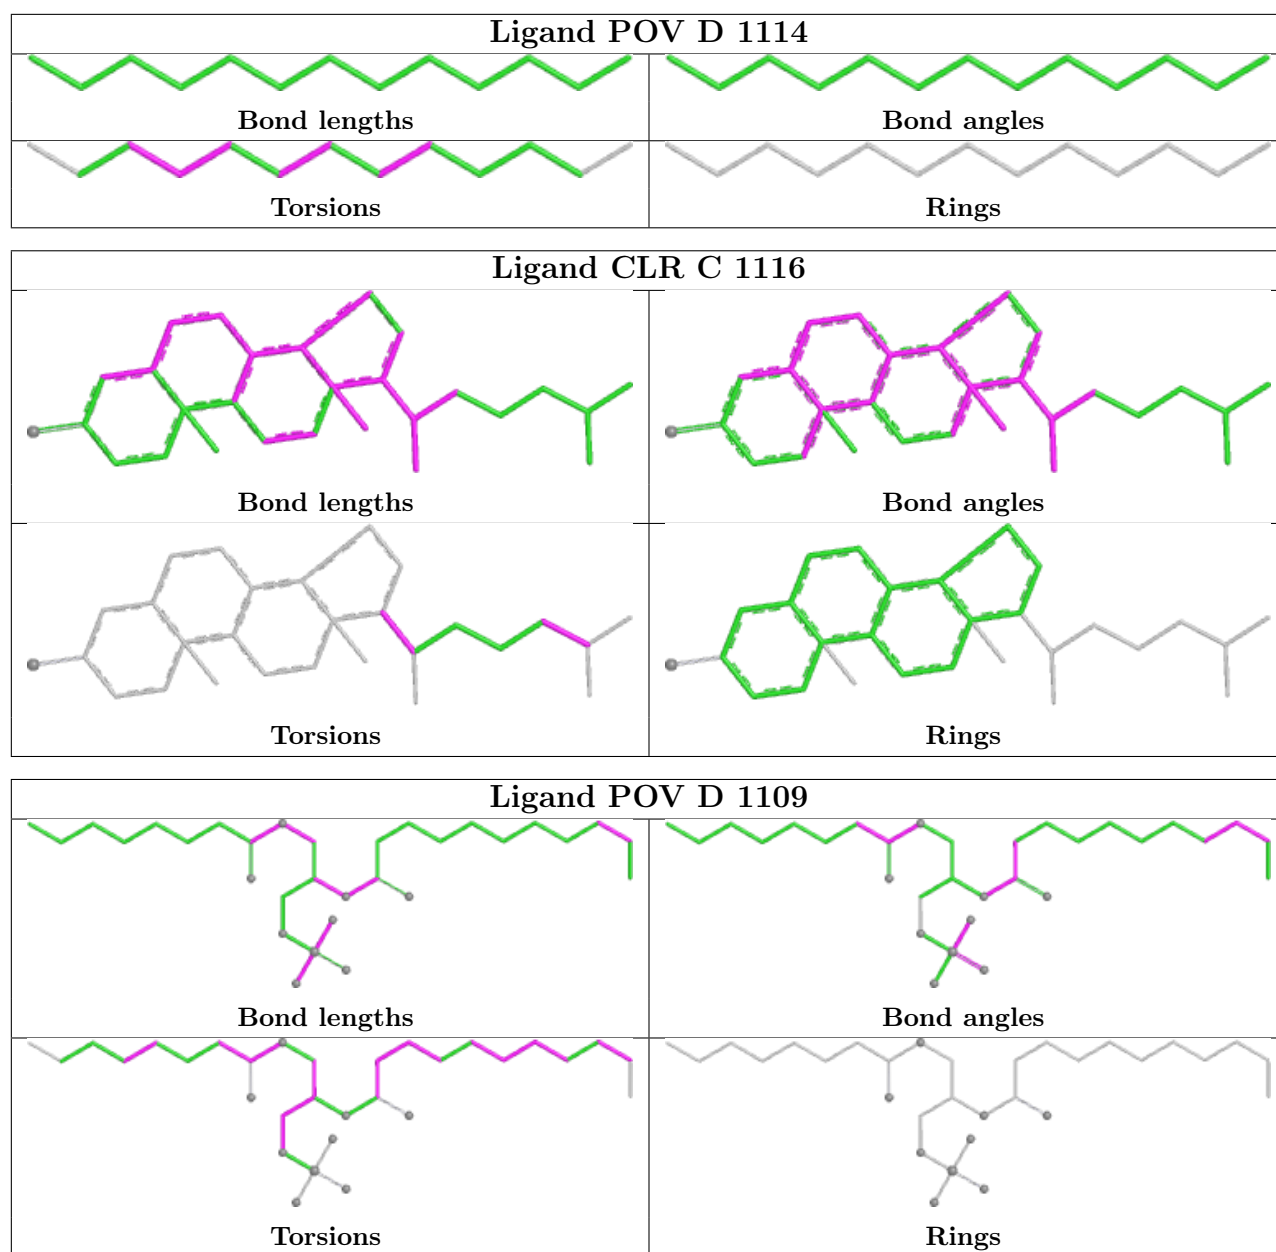 Ligand POV D 1114
Bond lengths
Bond angles
Torsions
Rings
Ligand CLR C 1116
Bond lengths
Bond angles
Torsions
Rings
Ligand POV D 1109
Bond lengths
Bond angles
Torsions
Rings